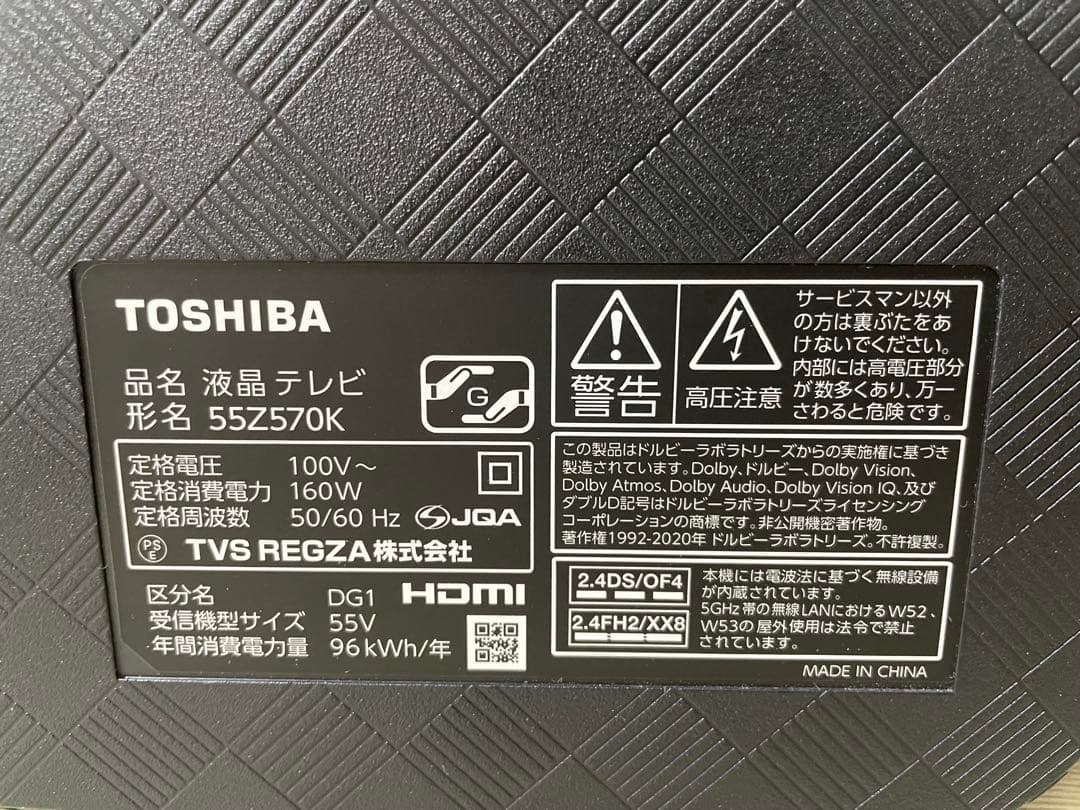 TOSHIBA
品名 液晶テレビ
形名 55Z570K
G
定格電圧 100V～
定格消費電力 160W
定格周波数 50/60 Hz JQA
PS
E
TVS REGZA株式会社
区分名 DG1 HDMI
受信機型サイズ 55V
年間消費電力量 96kWh/年
警告
高圧注意
サービスマン以外
の方は裏ぶたをあ
けないでください。
内部には高電圧部分
が数多くあり、万一
さわると危険です。
この製品はドルビーラボラトリーズからの実施権に基づき
製造されています。Dolby、ドルビー、Dolby Vision、
Dolby Atmos、Dolby Audio、Dolby Vision IQ、及び
ダブルD記号はドルビーラボラトリーズライセンシング
コーポレーションの商標です。非公開機密著作物。
著作権1992-2020年 ドルビーラボラトリーズ。不許複製。
2.4DS/OF4
2.4FH2/XX8
本機には電波法に基づく無線設備
が内蔵されています。
5GHz帯の無線LANにおけるW52、
W53の屋外使用は法令で禁止
されています。
MADE IN CHINA